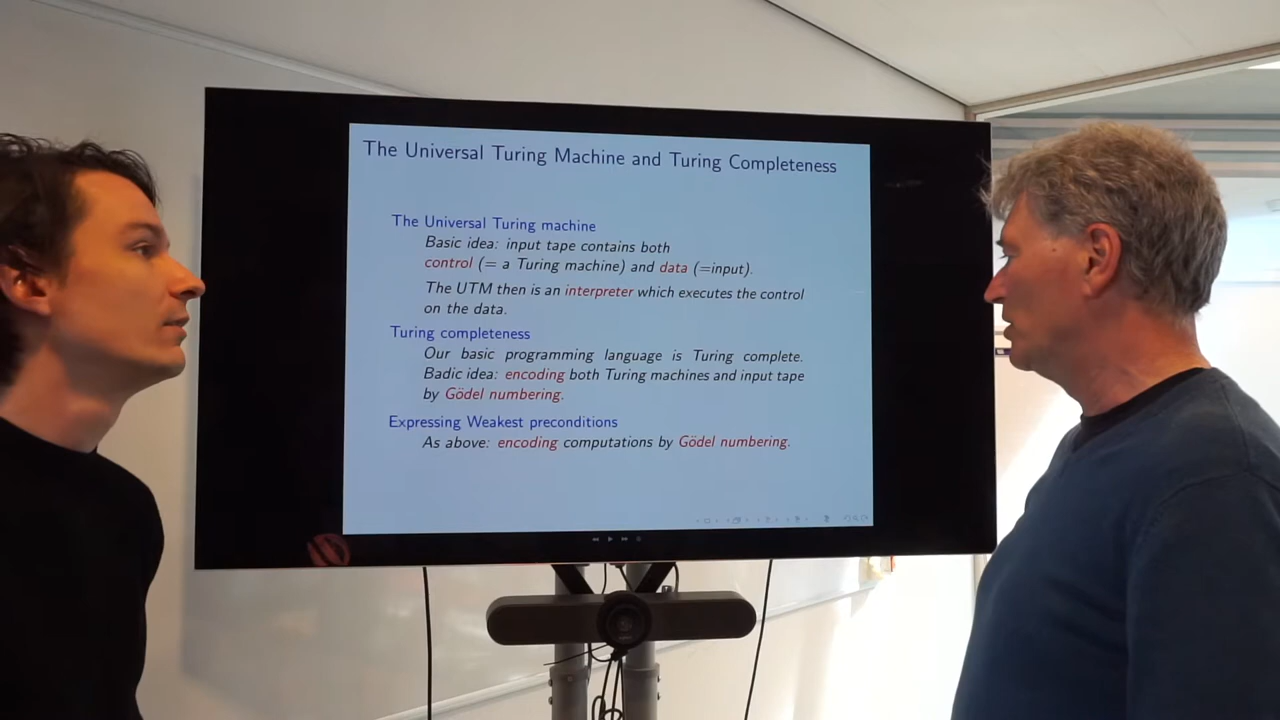 The Universal Turing Machine and Turing Completeness
The Universal Turing machine
Basic idea: input tape contains both
control (= a Turing machine) and data (=input).
The UTM then is an interpreter which executes the control
on the data.
Turing completeness
Our basic programming language is Turing complete.
Badic idea: encoding both Turing machines and input tape
by Gödel numbering.
Expressing Weakest preconditions
As above: encoding computations by Gödel numbering.